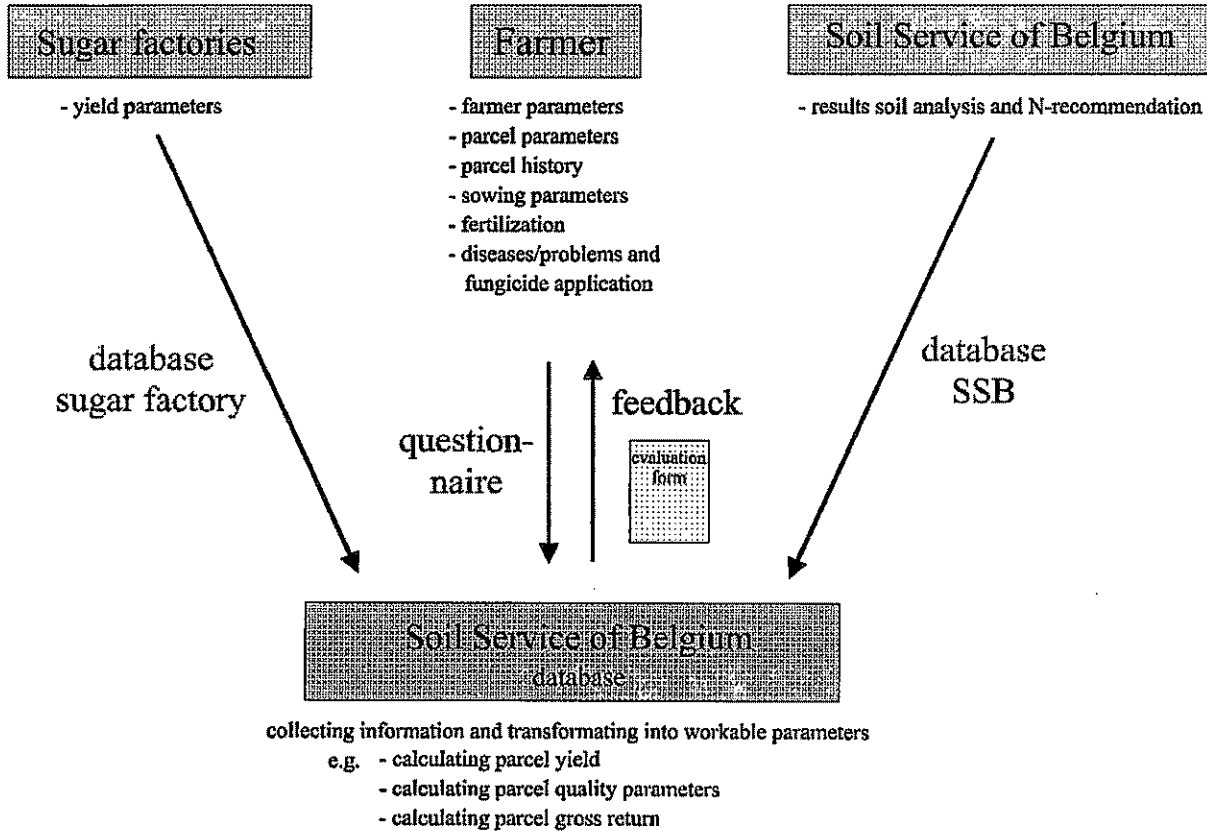 Sugar factories
- yield parameters
Farmer
- farmer parameters
- parcel parameters
- parcel history
- sowing parameters
- fertilization
- diseases/problems and
fungicide application
Soil Service of Belgium
- results soil analysis and N-recommendation
database
sugar factory
question-
naire
feedback
evaluation
form
database
SSB
Soil Service of Belgium
database
collecting information and transformating into workable parameters
e.g. - calculating parcel yield
- calculating parcel quality parameters
- calculating parcel gross return